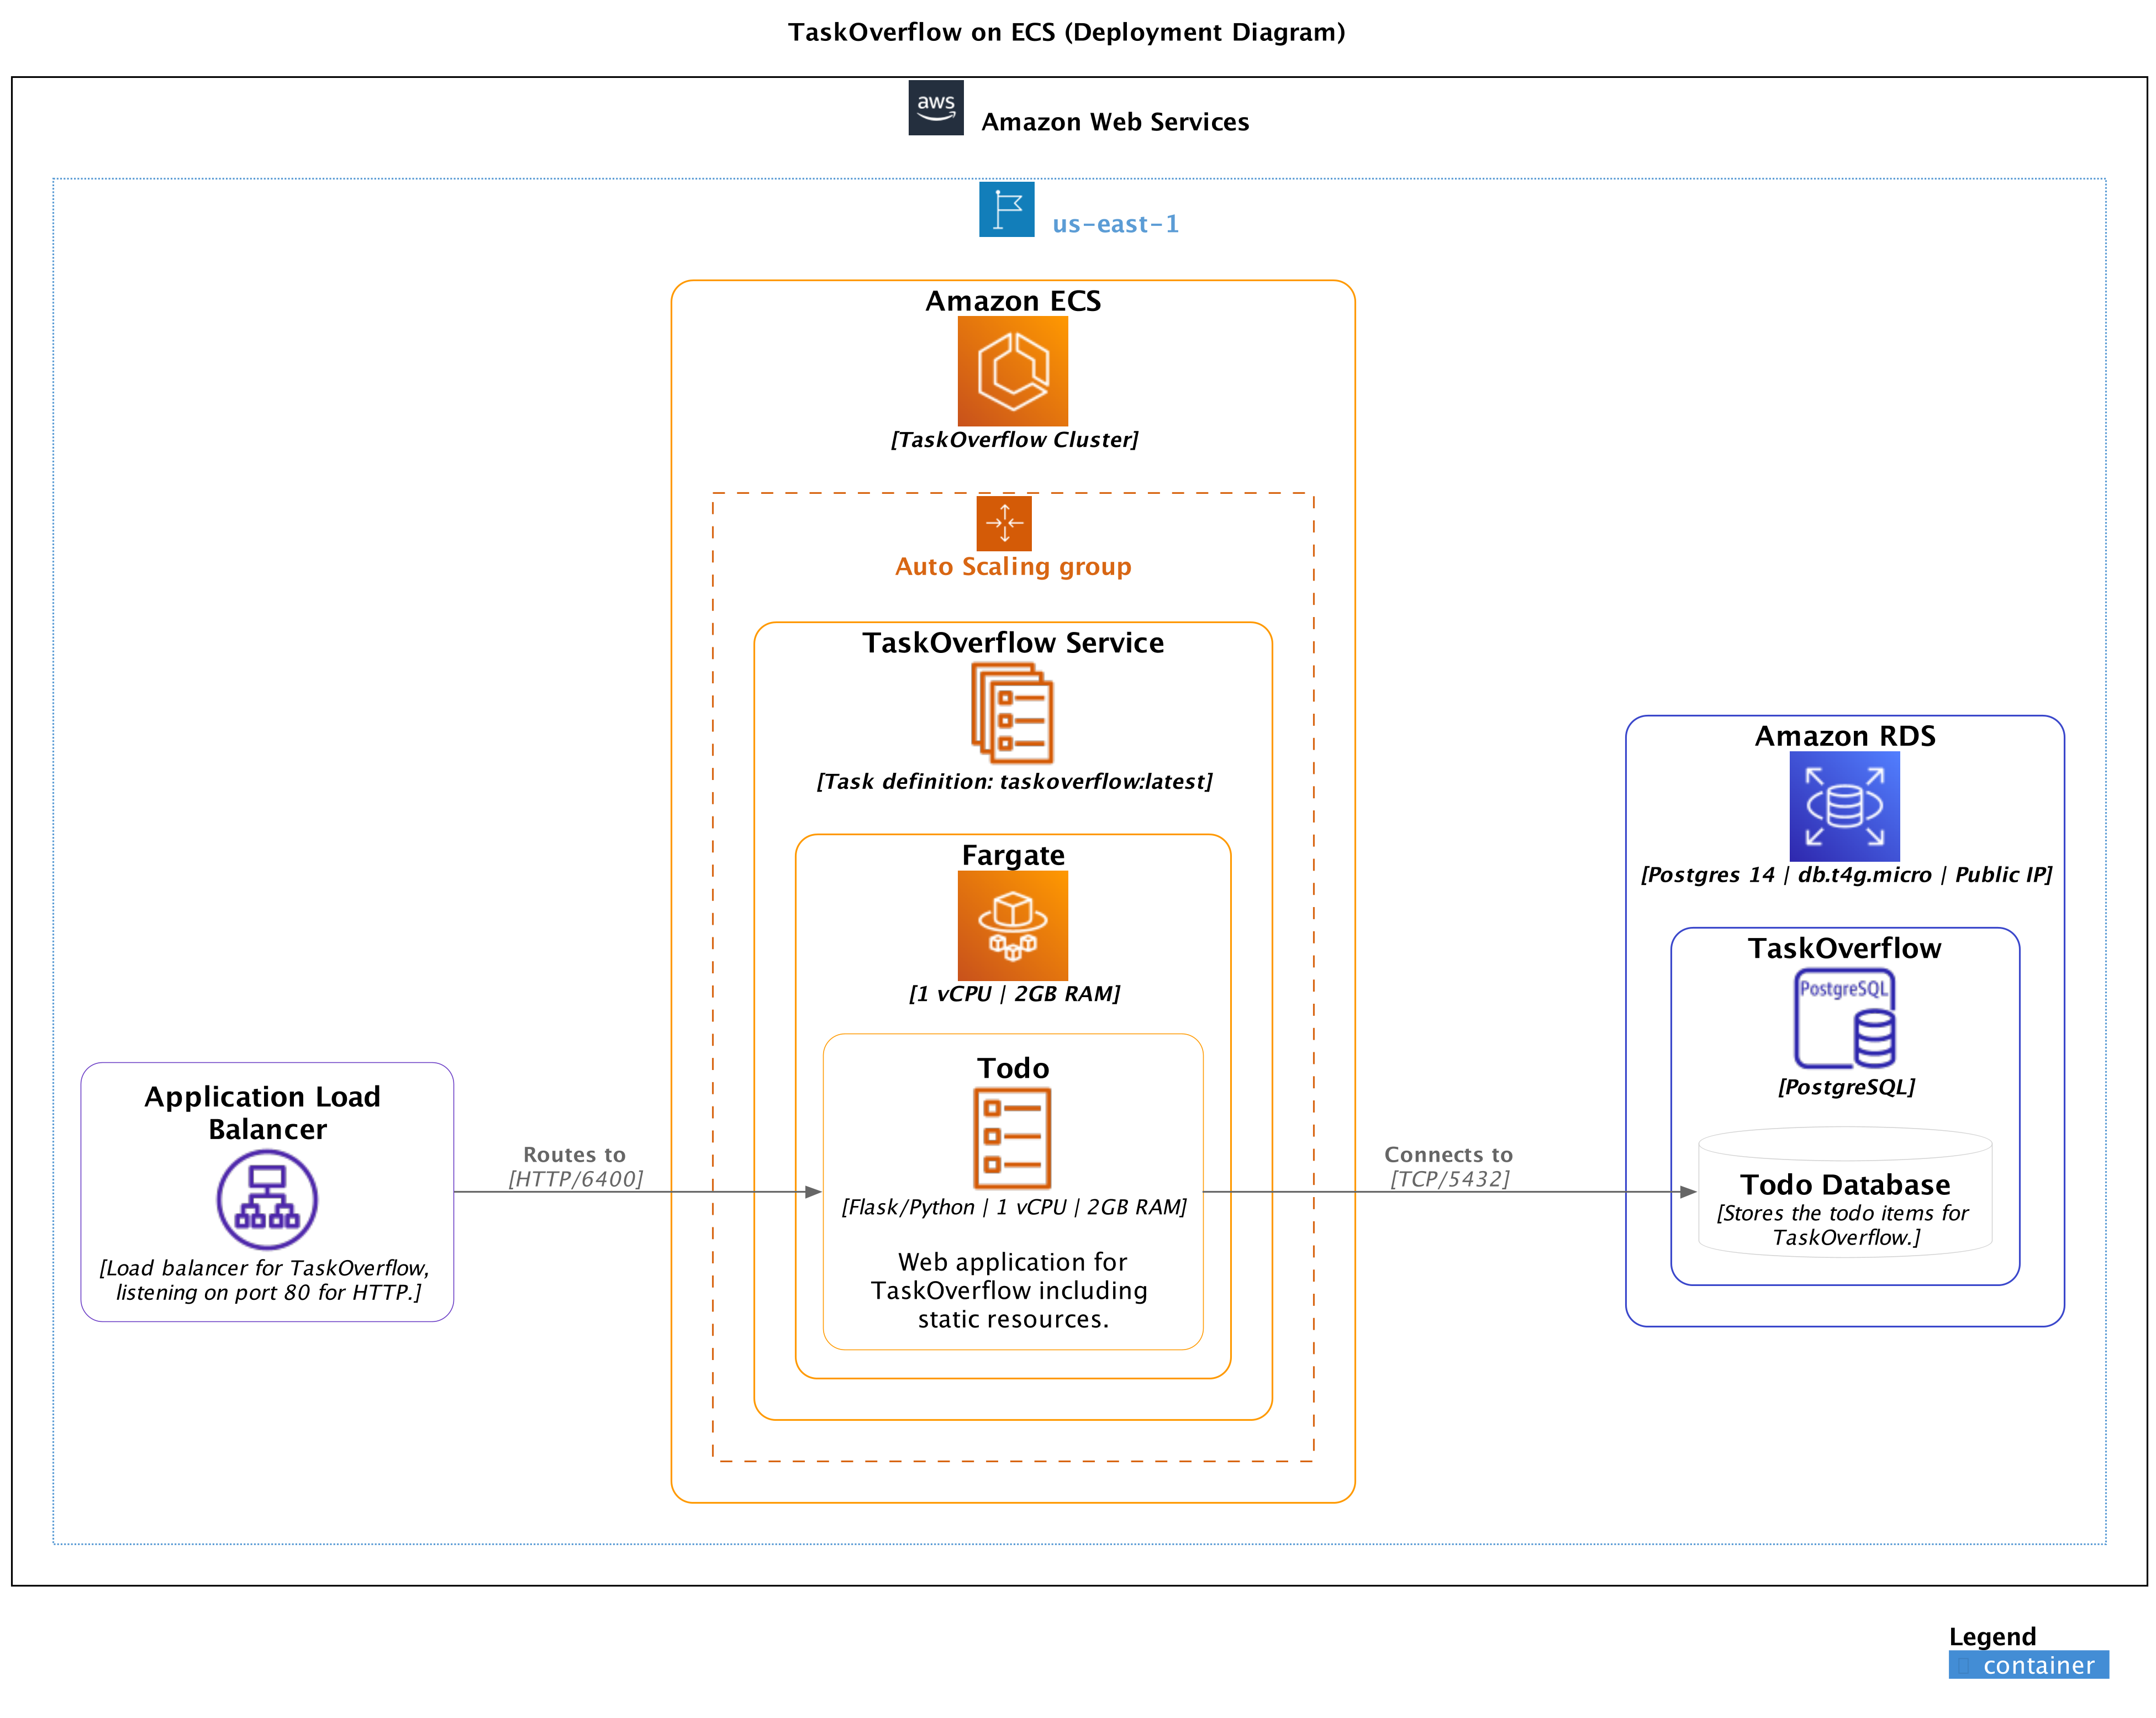 TaskOverflow on ECS (Deployment Diagram)
aws
Amazon Web Services
us-east-1
Amazon ECS
[TaskOverflow Cluster]
Auto Scaling group
TaskOverflow Service
[Task definition: taskoverflow:latest]
Fargate
[1 vCPU | 2GB RAM]
Todo
[Flask/Python | 1 vCPU | 2GB RAM]
Web application for
TaskOverflow including
static resources.
Application Load
Balancer
[Load balancer for TaskOverflow,
listening on port 80 for HTTP.]
Routes to
[HTTP/6400]
Connects to
[TCP/5432]
Amazon RDS
[Postgres 14 | db.t4g.micro | Public IP]
TaskOverflow
PostgreSQL
[PostgreSQL]
Todo Database
[Stores the todo items for
TaskOverflow.]
Legend
container